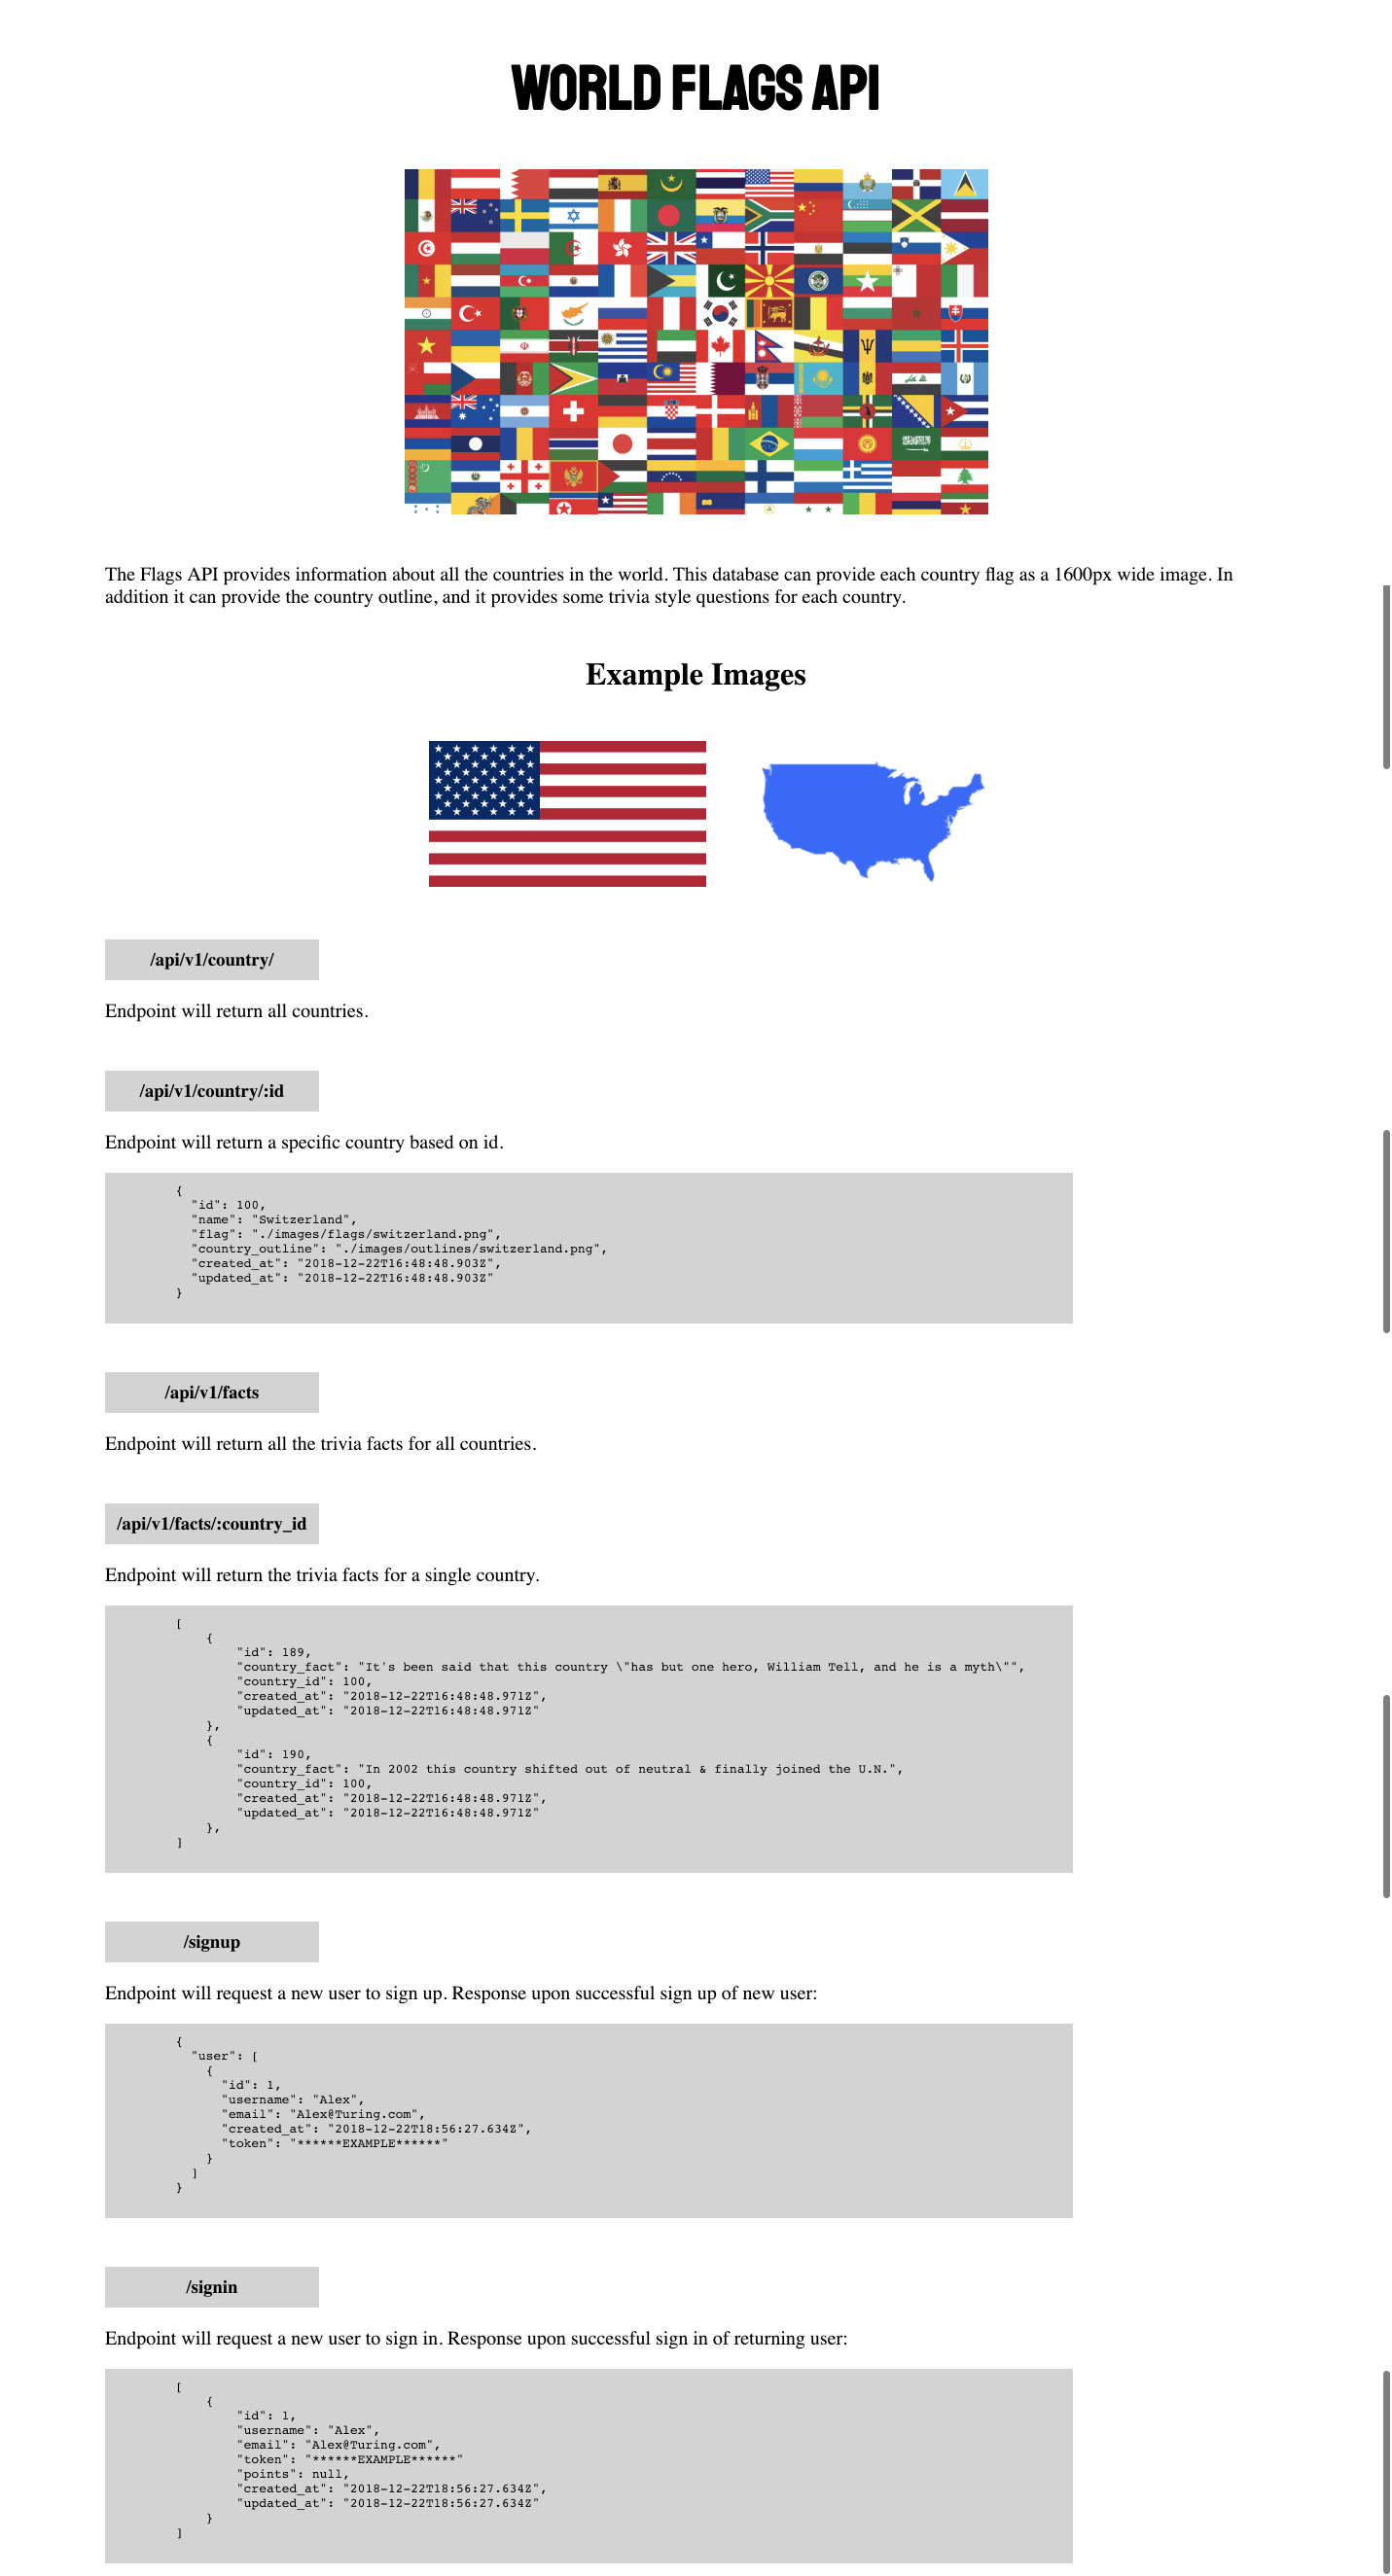 WORLD FLAGS API
The Flags API provides information about all the countries in the world. This database can provide each country flag as a 1600px wide image. In
addition it can provide the country outline, and it provides some trivia style questions for each country.
Example Images
/api/v1/country/
Endpoint will return all countries.
/api/v1/country/:id
Endpoint will return a specific country based on id.
{
"id": 100,
"name": "Switzerland",
"flag": "./images/flags/switzerland.png",
"country_outline": "./images/outlines/switzerland.png",
"created_at": "2018-12-22T16:48:48.903Z",
"updated_at": "2018-12-22T16:48:48.903Z"
}
/api/v1/facts
Endpoint will return all the trivia facts for all countries.
/api/v1/facts/:country_id
Endpoint will return the trivia facts for a single country.
[
{
"id": 189,
"country_fact": "It's been said that this country \"has but one hero, William Tell, and he is a myth\"",
"country_id": 100,
"created_at": "2018-12-22T16:48:48.971Z",
"updated_at": "2018-12-22T16:48:48.971Z"
},
{
"id": 190,
"country_fact": "In 2002 this country shifted out of neutral & finally joined the U.N.",
"country_id": 100,
"created_at": "2018-12-22T16:48:48.971Z",
"updated_at": "2018-12-22T16:48:48.971Z"
},
]
/signup
Endpoint will request a new user to sign up. Response upon successful sign up of new user:
{
"user": [
{
"id": 1,
"username": "Alex",
"email": "Alex@Turing.com",
"created_at": "2018-12-22T18:56:27.634Z",
"token": "******EXAMPLE******"
}
]
}
/signin
Endpoint will request a new user to sign in. Response upon successful sign in of returning user:
[
{
"id": 1,
"username": "Alex",
"email": "Alex@Turing.com",
"token": "******EXAMPLE******"
"points": null,
"created_at": "2018-12-22T18:56:27.634Z",
"updated_at": "2018-12-22T18:56:27.634Z"
}
]